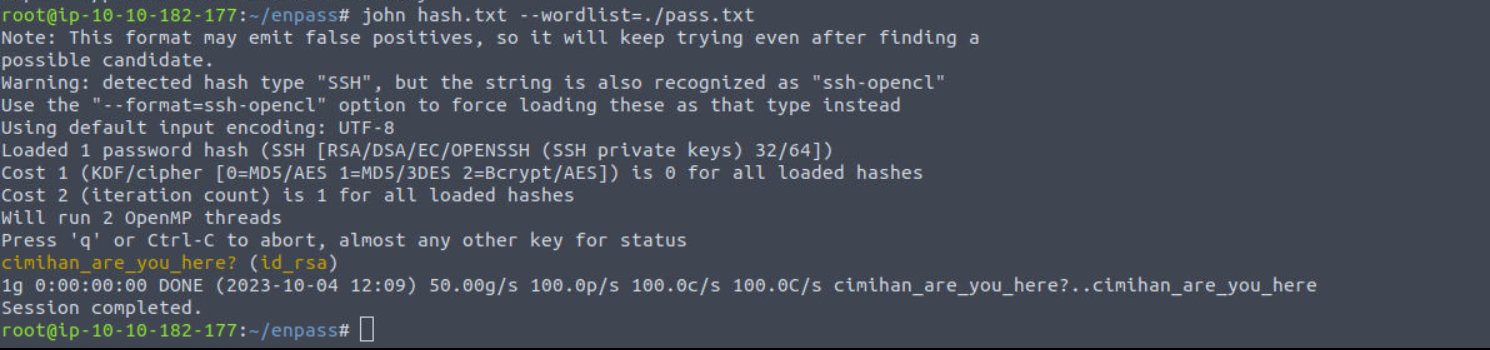 root@ip-10-10-182-177:~/enpass# john hash.txt --wordlist=./pass.txt
Note: This format may emit false positives, so it will keep trying even after finding a
possible candidate.
Warning: detected hash type "SSH", but the string is also recognized as "ssh-opencl"
Use the "--format=ssh-opencl" option to force loading these as that type instead
Using default input encoding: UTF-8
Loaded 1 password hash (SSH [RSA/DSA/EC/OPENSSH (SSH private keys) 32/64])
Cost 1 (KDF/cipher [0=MD5/AES 1=MD5/3DES 2=Bcrypt/AES]) is 0 for all loaded hashes
Cost 2 (iteration count) is 1 for all loaded hashes
Will run 2 OpenMP threads
Press 'q' or Ctrl-C to abort, almost any other key for status
cimihan_are_you_here? (id_rsa)
1g 0:00:00:00 DONE (2023-10-04 12:09) 50.00g/s 100.0p/s 100.0c/s 100.0C/s cimihan_are_you_here?..cimihan_are_you_here
Session completed.
root@ip-10-10-182-177:~/enpass#